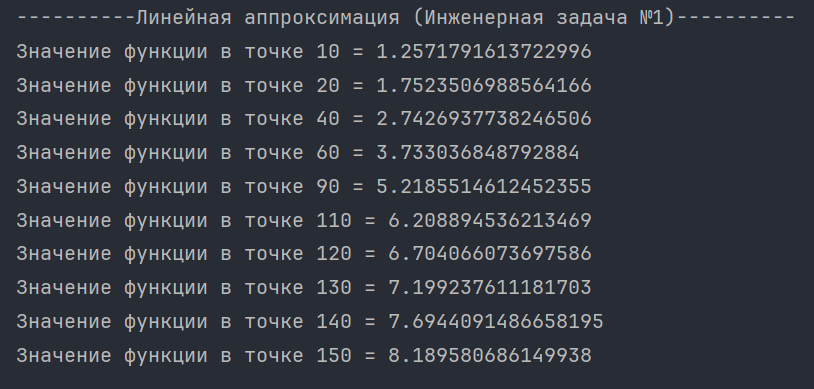 ----------Линейная аппроксимация (Инженерная задача №1)----------
Значение функции в точке 10 = 1.2571791613722996
Значение функции в точке 20 = 1.7523506988564166
Значение функции в точке 40 = 2.7426937738246506
Значение функции в точке 60 = 3.733036848792884
Значение функции в точке 90 = 5.2185514612452355
Значение функции в точке 110 = 6.208894536213469
Значение функции в точке 120 = 6.704066073697586
Значение функции в точке 130 = 7.199237611181703
Значение функции в точке 140 = 7.6944091486658195
Значение функции в точке 150 = 8.189580686149938